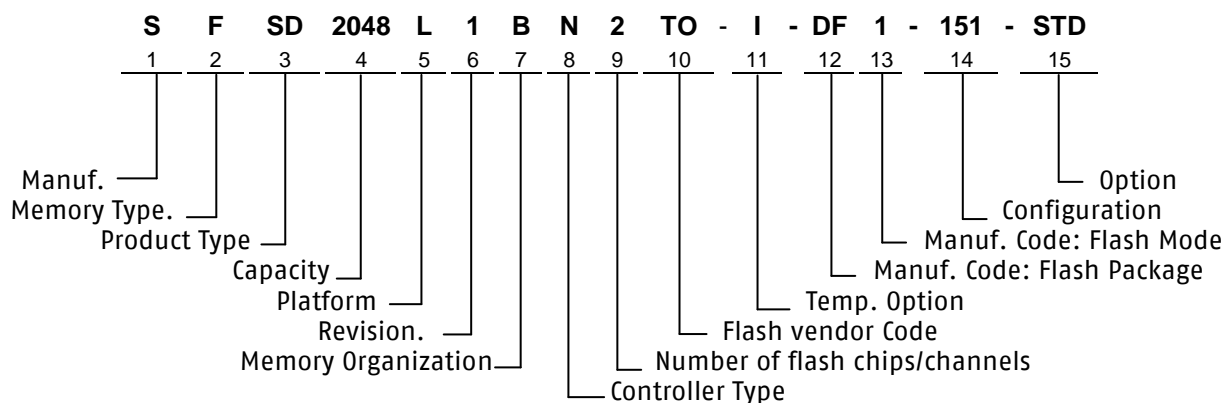 S F SD 2048 L 1 B N 2 TO - I - DF 1 - 151 - STD
1 2 3 4 5 6 7 8 9 10 11 12 13 14 15
Manuf. Option
Memory Type. Configuration
Product Type Manuf. Code: Flash Mode
Capacity Manuf. Code: Flash Package
Platform Temp. Option
Revision. Flash vendor Code
Memory Organization Number of flash chips/channels
Controller Type